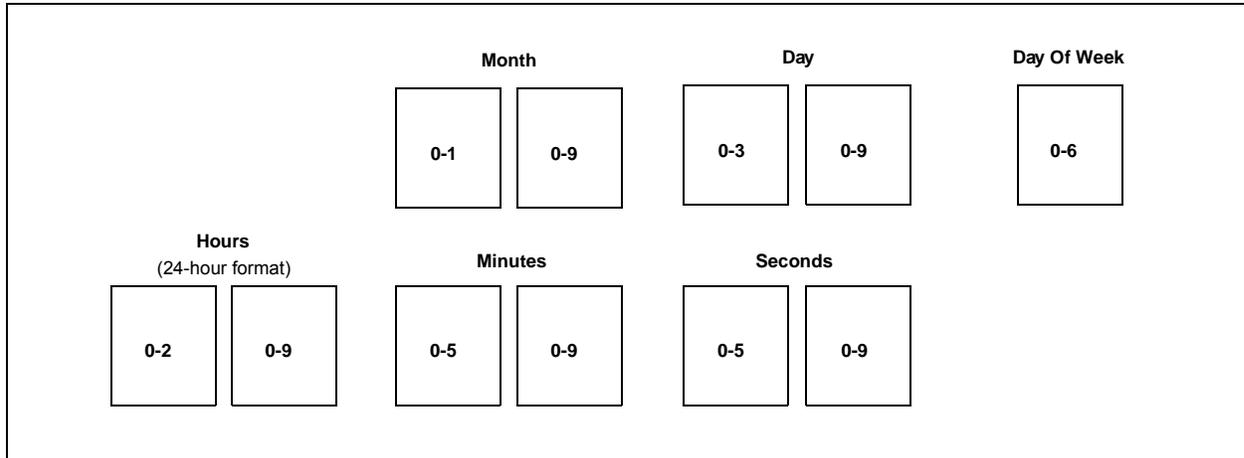 Month Day Day Of Week
0-1 0-9 0-3 0-9 0-6
Hours
(24-hour format) Minutes Seconds
0-2 0-9 0-5 0-9 0-5 0-9